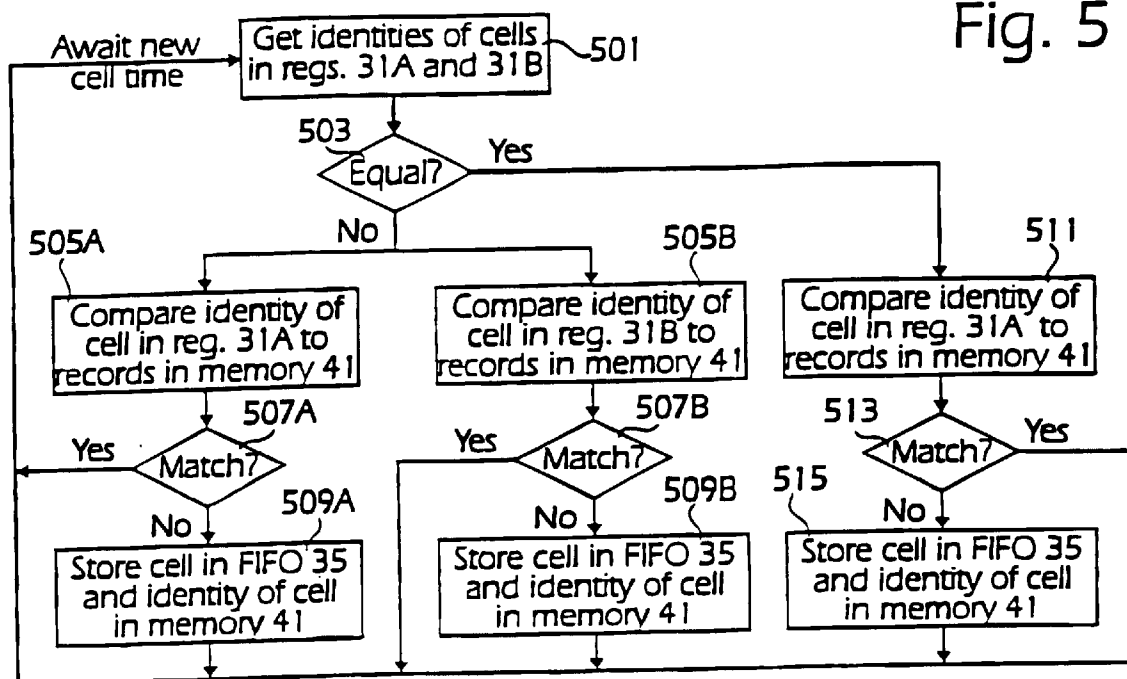 Fig. 5
Await new
cell time
Get identities of cells
in regs. 31A and 31B
501
503
Equal?
Yes
No
505A
Compare identity of
cell in reg. 31A to
records in memory 41
505B
Compare identity of
cell in reg. 31B to
records in memory 41
511
Compare identity of
cell in reg. 31A to
records in memory 41
507A
Yes
Match?
No
507B
Yes
Match?
No
513
Match?
Yes
No
509A
Store cell in FIFO 35
and identity of cell
in memory 41
509B
Store cell in FIFO 35
and identity of cell
in memory 41
515
Store cell in FIFO 35
and identity of cell
in memory 41